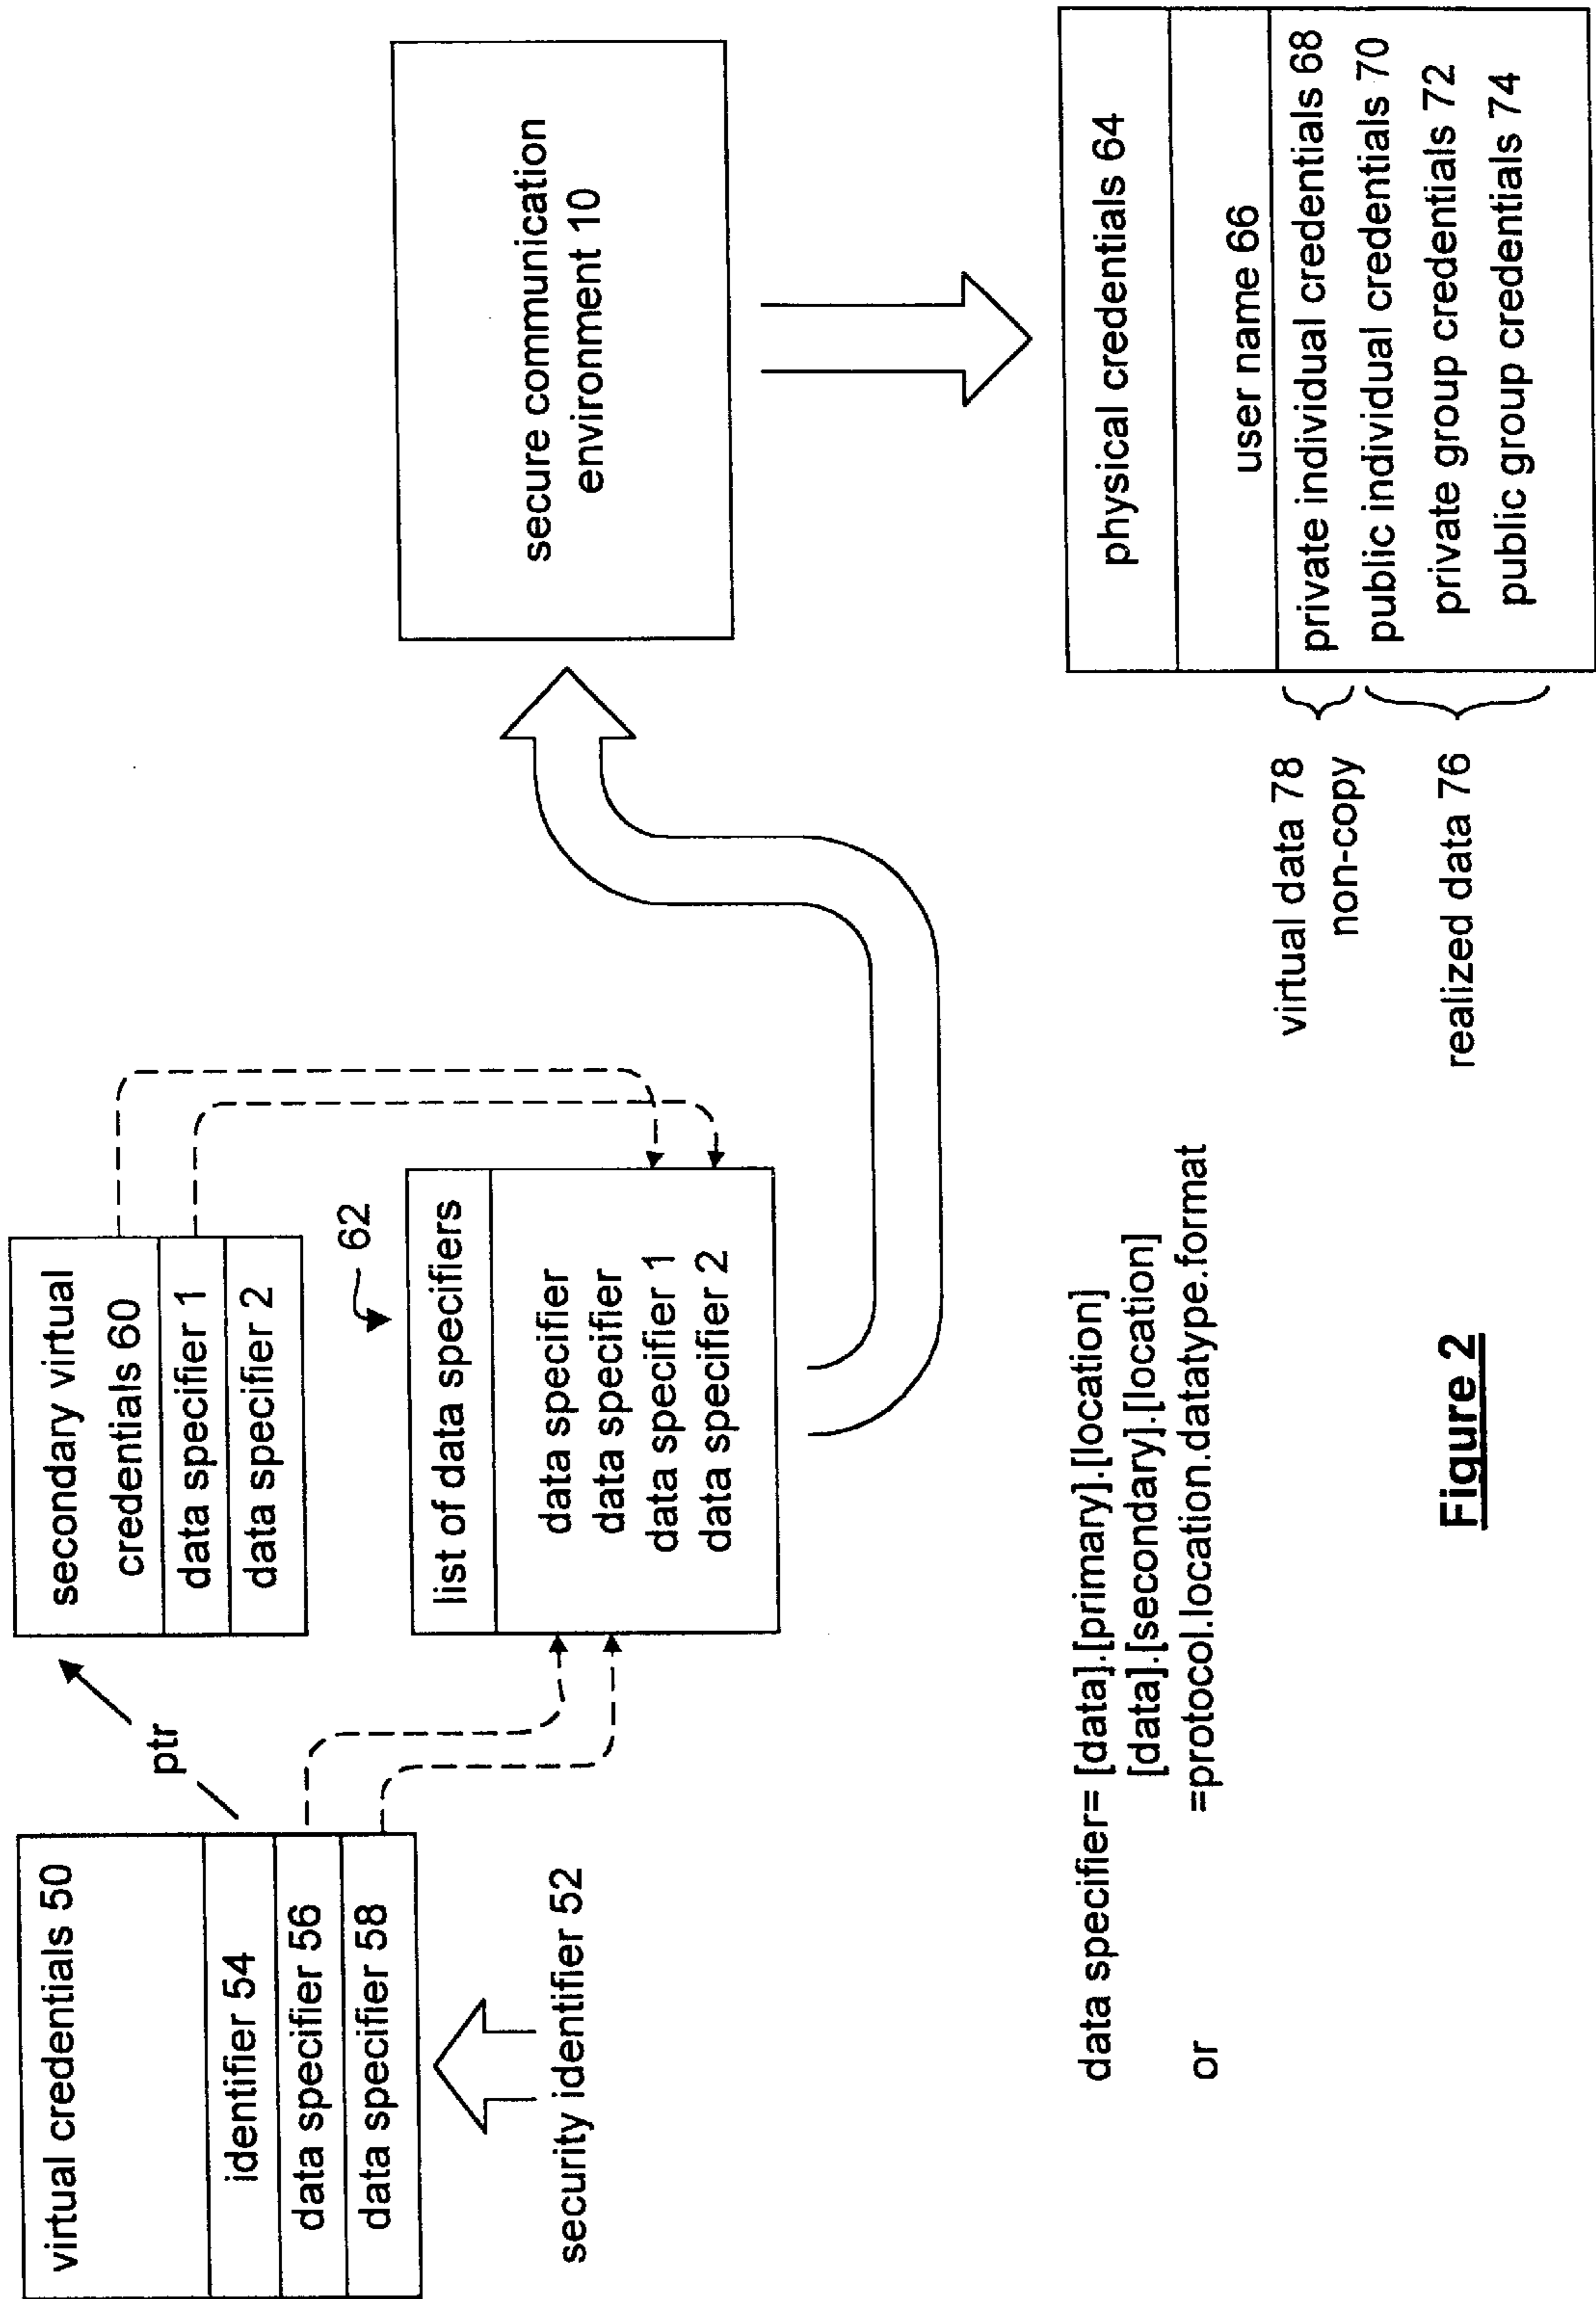 virtual credentials 50
identifier 54
data specifier 56
data specifier 58
security identifier 52
ptr
secondary virtual
credentials 60
data specifier 1
data specifier 2
62
list of data specifiers
data specifier
data specifier
data specifier 1
data specifier 2
secure communication
environment 10
physical credentials 64
user name 66
private individual credentials 68
public individual credentials 70
private group credentials 72
public group credentials 74
virtual data 78
non-copy
realized data 76
data specifier= [data].[primary].[location]
[data].[secondary].[location]
or =protocol.location.datatype.format
Figure 2